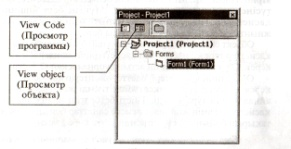 Project - Project1
View Code
(Просмотр
программы)
Project1 (Project1)
Forms
Form1 (Form1)
View object
(Просмотр
объекта)